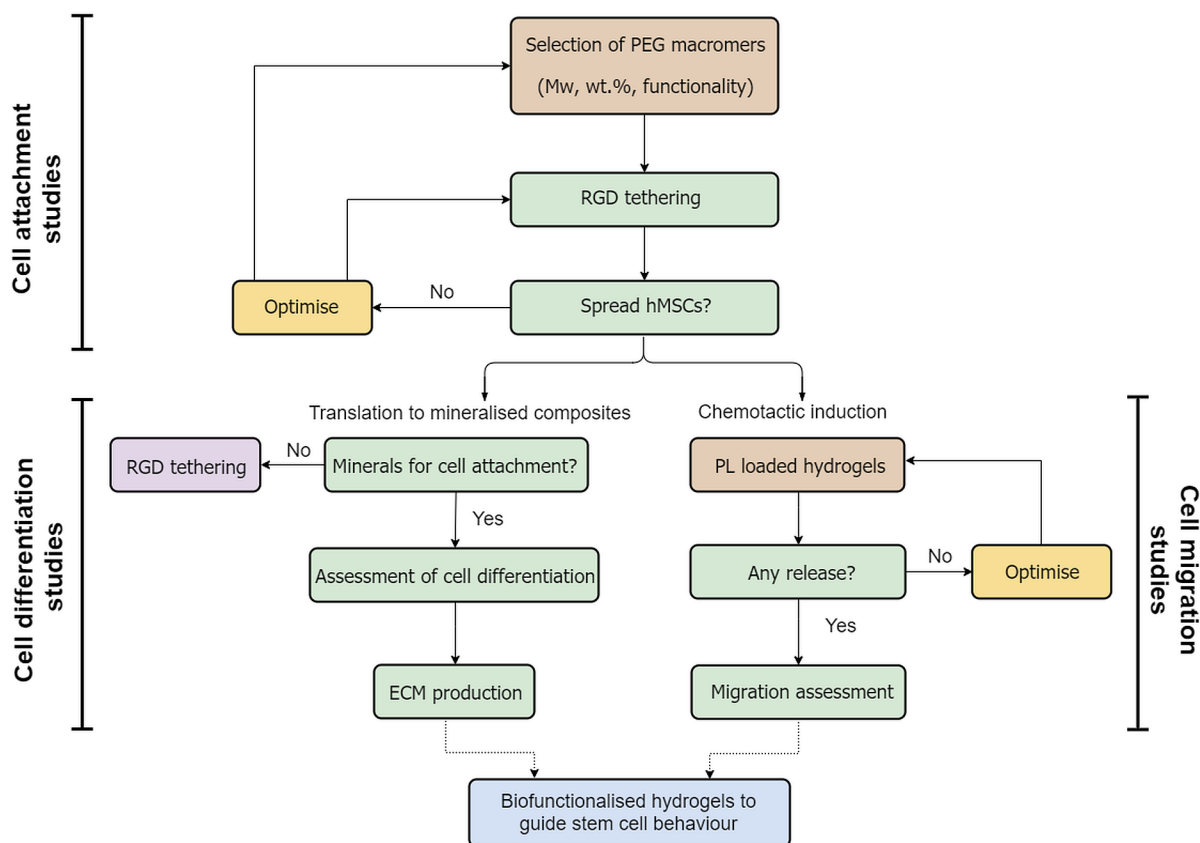 Cell attachment
studies
Selection of PEG macromers
(Mw, wt.%, functionality)
RGD tethering
Optimise
No
Spread hMSCs?
Cell differentiation
studies
Translation to mineralised composites
RGD tethering
No
Minerals for cell attachment?
Yes
Assessment of cell differentiation
ECM production
Chemotactic induction
PL loaded hydrogels
Any release?
No
Optimise
Yes
Migration assessment
Cell migration
studies
Biofunctionalised hydrogels to
guide stem cell behaviour